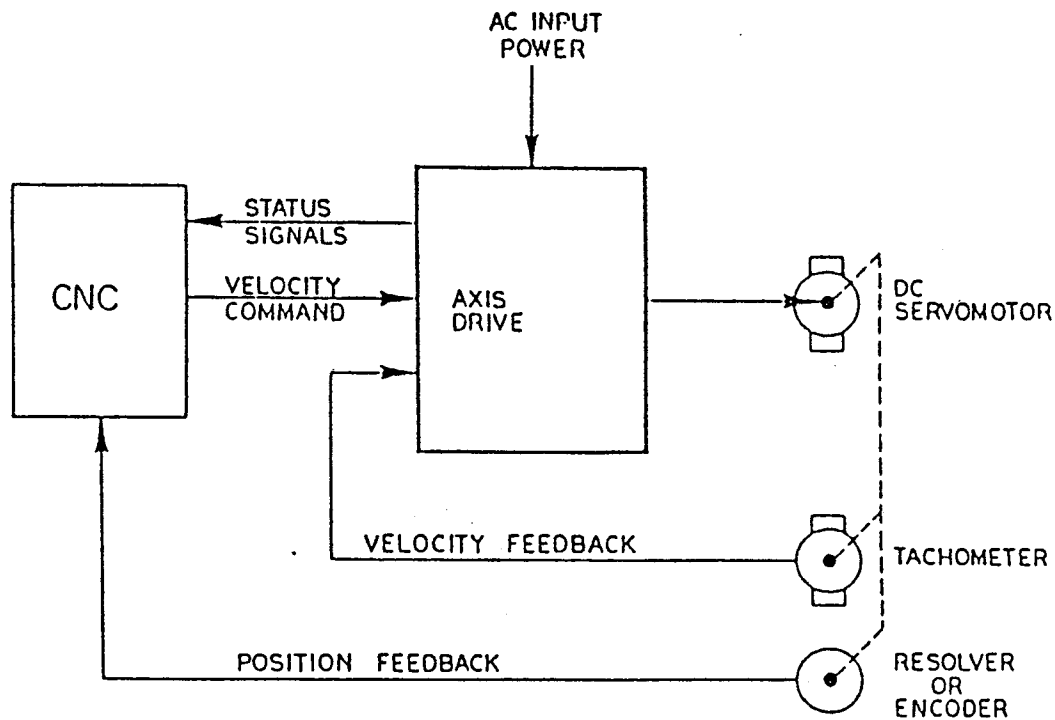 AC INPUT
POWER
STATUS
SIGNALS
CNC
VELOCITY
COMMAND
AXIS
DRIVE
DC
SERVOMOTOR
VELOCITY FEEDBACK
TACHOMETER
POSITION FEEDBACK
RESOLVER
OR
ENCODER